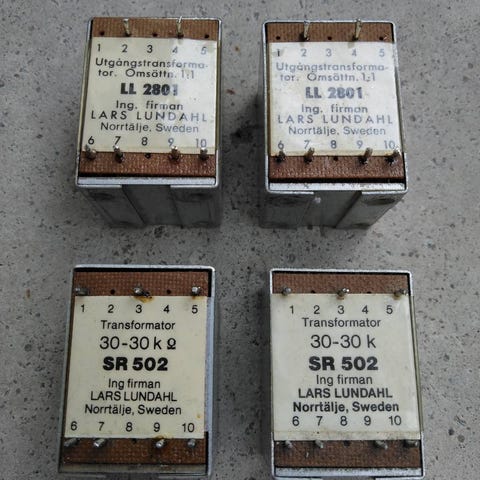 1 2 3 4 5
Utgångstransforma-
tor. Omsättn. 1:1
LL 2801
Ing. firman
LARS LUNDAHL
Norrtälje, Sweden
6 7 8 9 10
1 2 3 4 5
Utgångstransforma-
tor. Omsättn. 1:1
LL 2801
Ing. firman
LARS LUNDAHL
Norrtälje, Sweden
6 7 8 9 10
1 2 3 4 5
Transformator
30-30 k Ω
SR 502
Ing firman
LARS LUNDAHL
Norrtälje, Sweden
6 7 8 9 10
1 2 3 4 5
Transformator
30-30 k
SR 502
Ing firman
LARS LUNDAHL
Norrtälje, Sweden
6 7 8 9 10